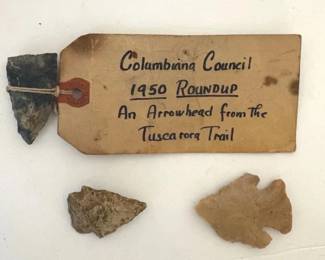 Columbiana Council
1950 ROUNDUP
An Arrowhead from the
Tuscarora Trail